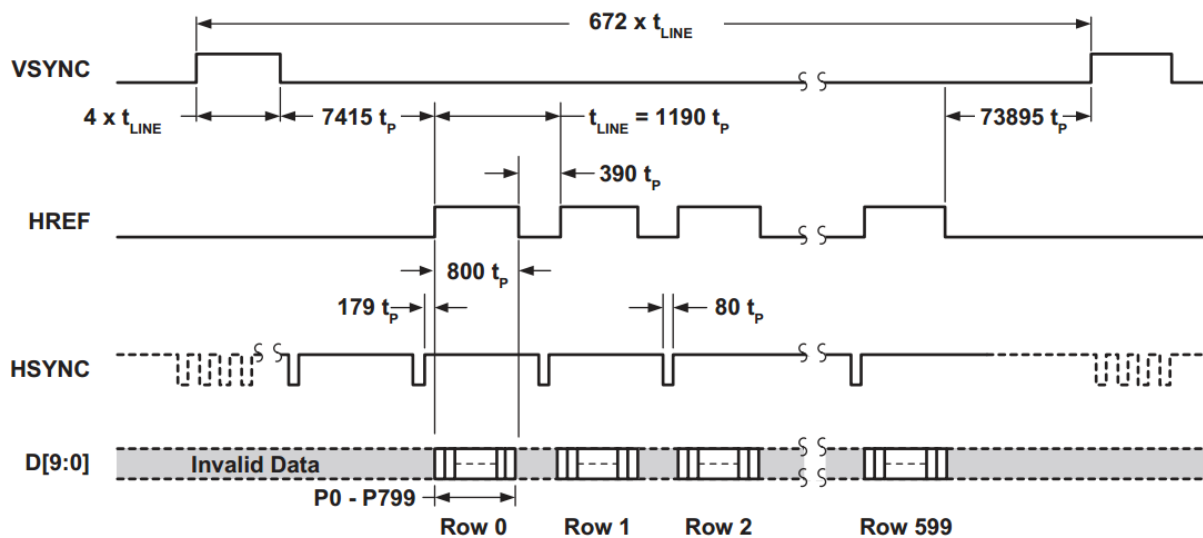 672 x tLINE
VSYNC
4 x tLINE
7415 tP
tLINE = 1190 tP
73895 tP
390 tP
HREF
800 tP
179 tP
80 tP
HSYNC
D[9:0]
Invalid Data
P0 - P799
Row 0
Row 1
Row 2
Row 599